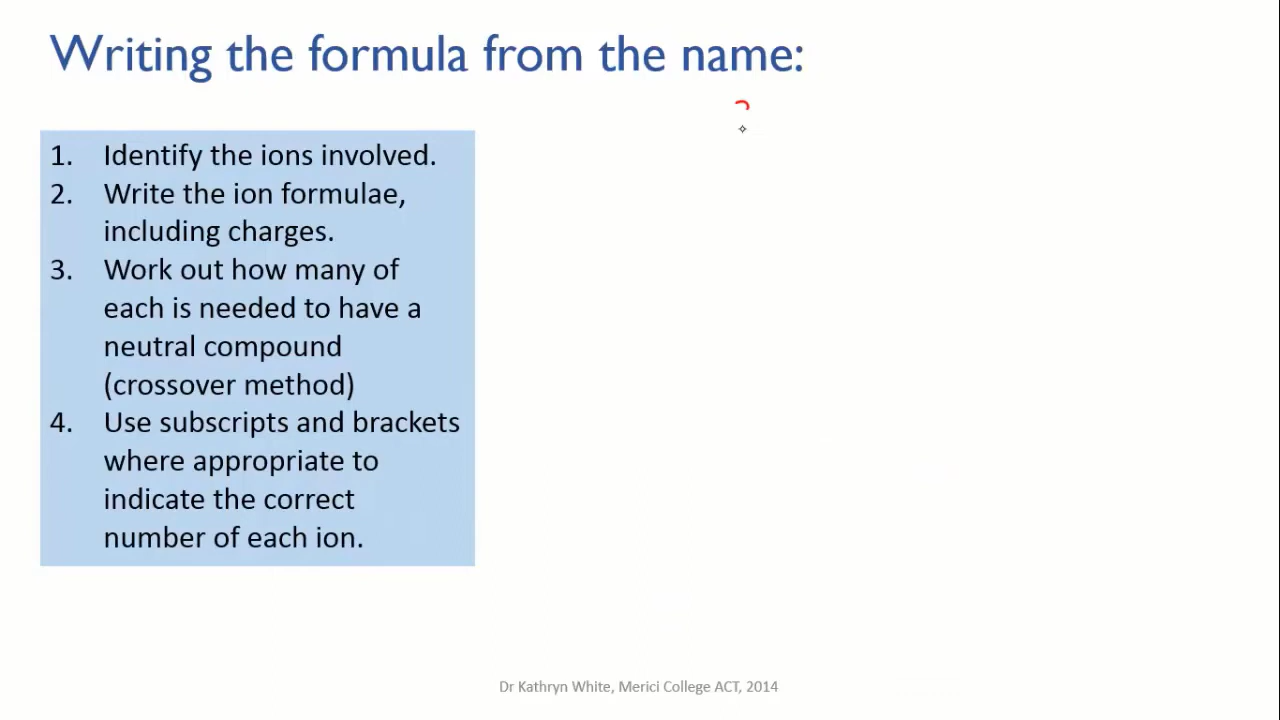 Writing the formula from the name:
1. Identify the ions involved.
2. Write the ion formulae,
including charges.
3. Work out how many of
each is needed to have a
neutral compound
(crossover method)
4. Use subscripts and brackets
where appropriate to
indicate the correct
number of each ion.
Dr Kathryn White, Merici College ACT, 2014